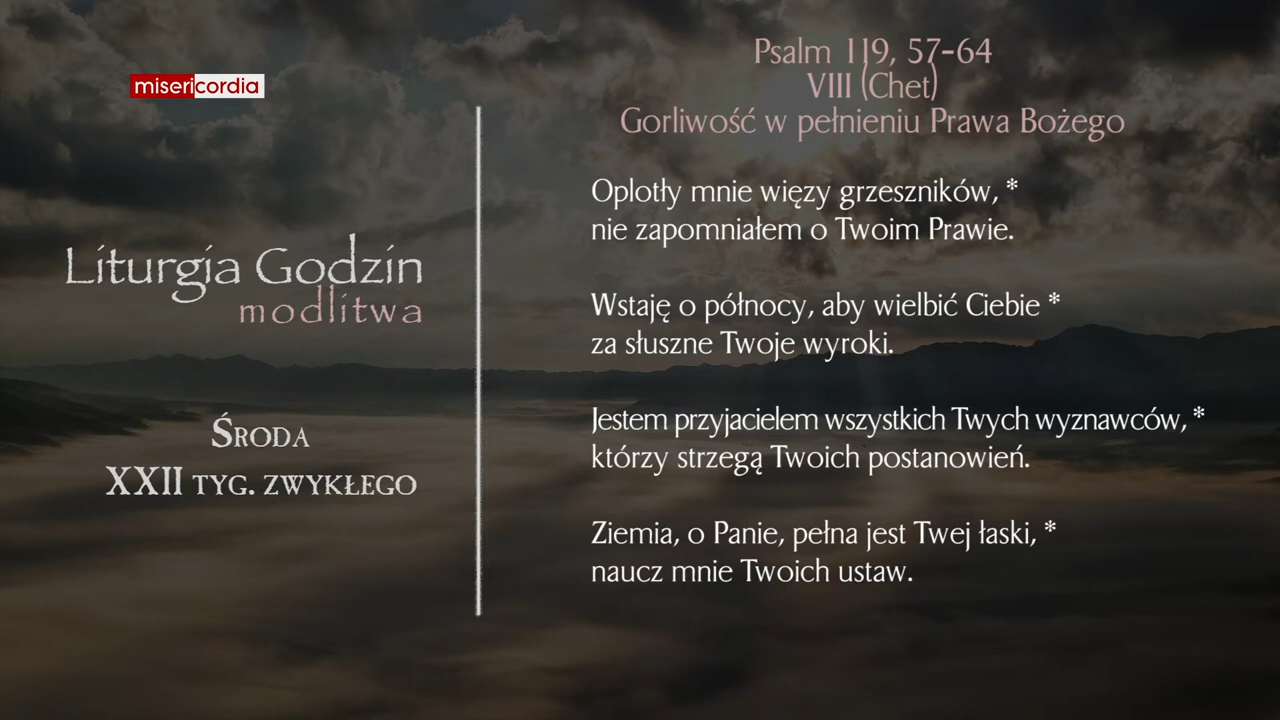 misericordia
Liturgia Godzin
modlitwa
Środa
XXII tyg. zwykłego
Psalm 119, 57-64
VIII (Chet)
Gorliwość w pełnieniu Prawa Bożego
Oplotły mnie więzy grzeszników, *
nie zapomniałem o Twoim Prawie.
Wstaję o północy, aby wielbić Ciebie *
za słuszne Twoje wyroki.
Jestem przyjacielem wszystkich Twych wyznawców, *
którzy strzegą Twoich postanowień.
Ziemia, o Panie, pełna jest Twej łaski, *
naucz mnie Twoich ustaw.